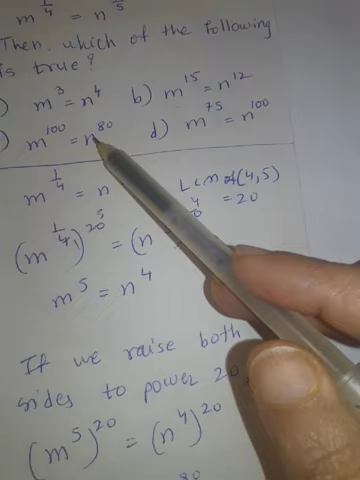 m^1/4 = n^1/5
Then, which of the following
is true?
) m^3 = n^4 b) m^15 = n^12
) m^100 = n^80 d) m^75 = n^100
m^1/4 = n LCM of (4,5)
= 20
(m^1/4)^20 = (n
m^5 = n^4
If we raise both
sides to power 20
(m^5)^20 = (n^4)^20
80